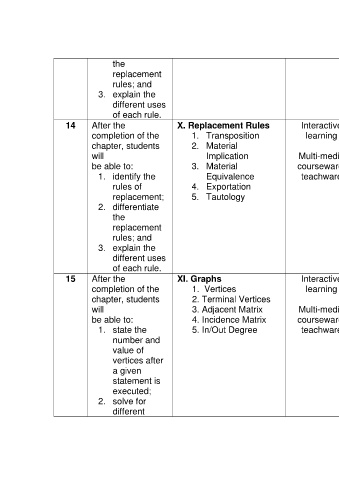 the
replacement
rules; and
3. explain the
different uses
of each rule.
14
After the
completion of the
chapter, students
will
be able to:
1. identify the
rules of
replacement;
2. differentiate
the
replacement
rules; and
3. explain the
different uses
of each rule.
X. Replacement Rules
1. Transposition
2. Material
Implication
3. Material
Equivalence
4. Exportation
5. Tautology
Interactive
learning
Multi-medi
coursewar
teachware
15
After the
completion of the
chapter, students
will
be able to:
1. state the
number and
value of
vertices after
a given
statement is
executed;
2. solve for
different
XI. Graphs
1. Vertices
2. Terminal Vertices
3. Adjacent Matrix
4. Incidence Matrix
5. In/Out Degree
Interactive
learning
Multi-medi
coursewar
teachware